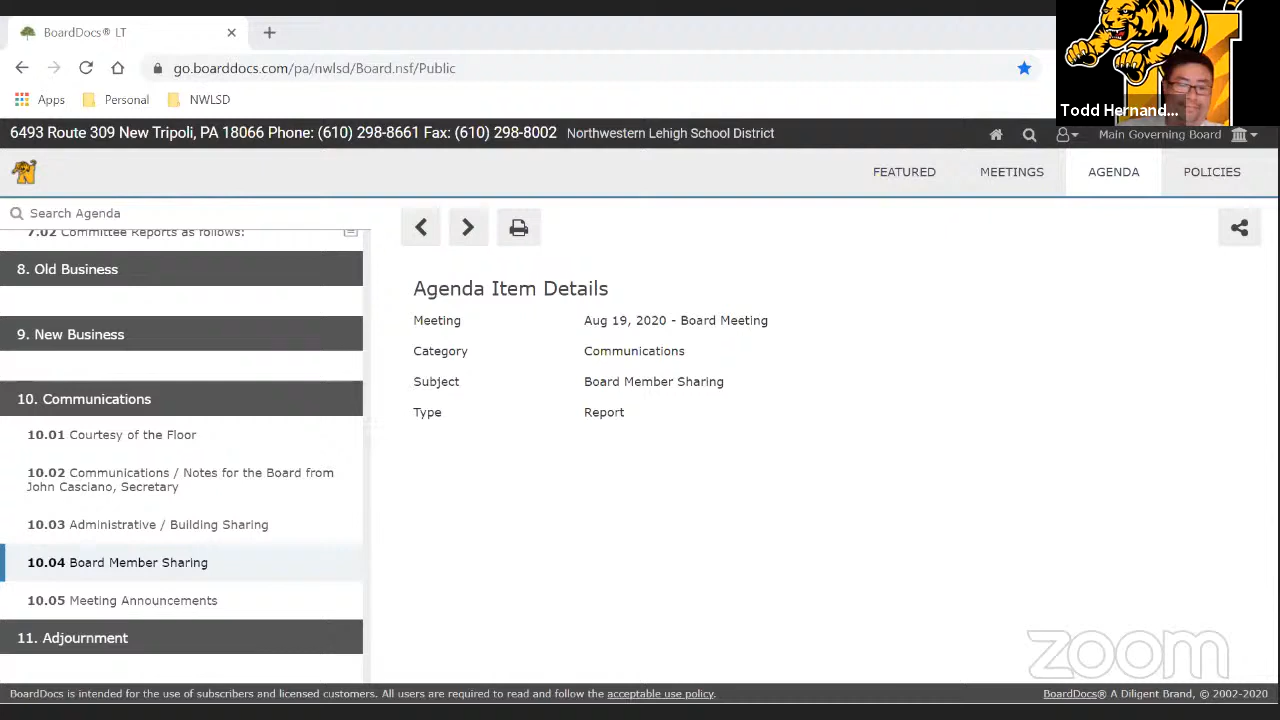 BoardDocs® LT
go.boarddocs.com/pa/nwlsd/Board.nsf/Public
Apps Personal NWLSD
Todd Hernand...
6493 Route 309 New Tripoli, PA 18066 Phone: (610) 298-8661 Fax: (610) 298-8002 Northwestern Lehigh School District
Main Governing Board
FEATURED MEETINGS AGENDA POLICIES
Search Agenda
7.02 Committee Reports as follows:
8. Old Business
9. New Business
10. Communications
10.01 Courtesy of the Floor
10.02 Communications / Notes for the Board from
John Casciano, Secretary
10.03 Administrative / Building Sharing
10.04 Board Member Sharing
10.05 Meeting Announcements
11. Adjournment
Agenda Item Details
Meeting Aug 19, 2020 - Board Meeting
Category Communications
Subject Board Member Sharing
Type Report
zoom
BoardDocs is intended for the use of subscribers and licensed customers. All users are required to read and follow the acceptable use policy.
BoardDocs® A Diligent Brand, © 2002-2020